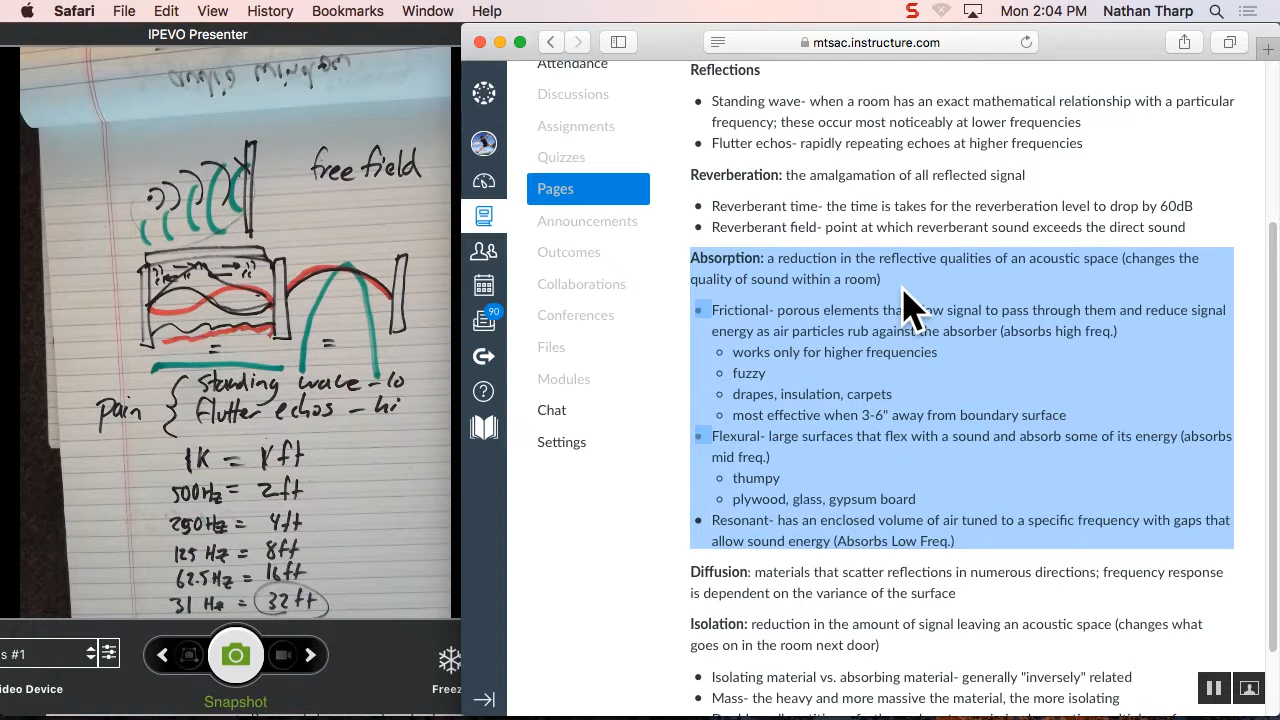 Safari File Edit View History Bookmarks Window Help
Mon 2:04 PM Nathan Tharp
IPEVO Presenter
mtsac.instructure.com
free field
=
=
pain
standing wave - lo
flutter echos - hi
1K = 1 ft
500Hz = 2ft
250Hz = 4ft
125 Hz = 8ft
62.5Hz = 16ft
31 Hz = 32ft
s #1
ideo Device
Snapshot
Freez
90
Attendance
Discussions
Assignments
Quizzes
Pages
Announcements
Outcomes
Collaborations
Conferences
Files
Modules
Chat
Settings
Reflections
• Standing wave- when a room has an exact mathematical relationship with a particular
frequency; these occur most noticeably at lower frequencies
• Flutter echos- rapidly repeating echoes at higher frequencies
Reverberation: the amalgamation of all reflected signal
• Reverberant time- the time is takes for the reverberation level to drop by 60dB
• Reverberant field- point at which reverberant sound exceeds the direct sound
Absorption: a reduction in the reflective qualities of an acoustic space (changes the
quality of sound within a room)
• Frictional- porous elements that signal to pass through them and reduce signal
energy as air particles rub against the absorber (absorbs high freq.)
◦ works only for higher frequencies
◦ fuzzy
◦ drapes, insulation, carpets
◦ most effective when 3-6" away from boundary surface
• Flexural- large surfaces that flex with a sound and absorb some of its energy (absorbs
mid freq.)
◦ thumpy
◦ plywood, glass, gypsum board
• Resonant- has an enclosed volume of air tuned to a specific frequency with gaps that
allow sound energy (Absorbs Low Freq.)
Diffusion: materials that scatter reflections in numerous directions; frequency response
is dependent on the variance of the surface
Isolation: reduction in the amount of signal leaving an acoustic space (changes what
goes on in the room next door)
• Isolating material vs. absorbing material- generally "inversely" related
• Mass- the heavy and more massive the material, the more isolating